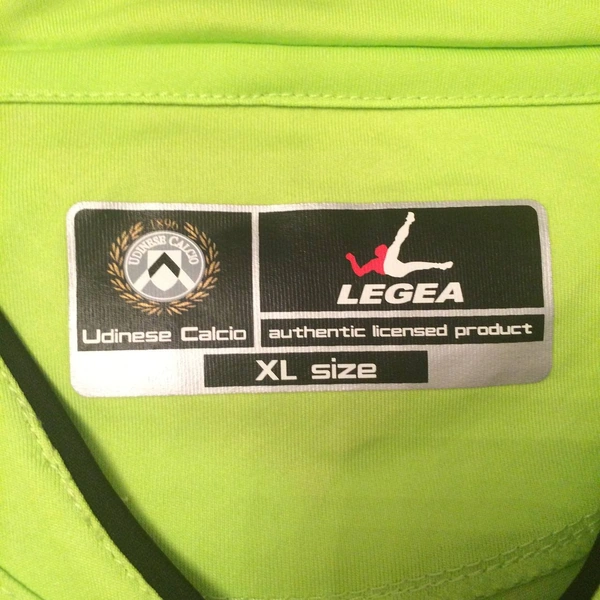 1896
UDINESE CALCIO
Udinese Calcio
LEGEA
authentic licensed product
XL size